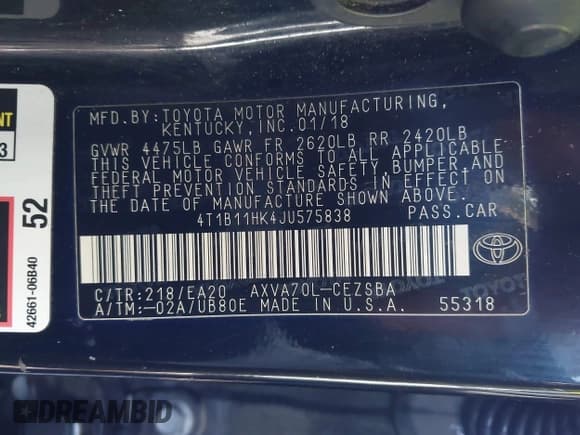 MFD.BY:TOYOTA MOTOR MANUFACTURING,
KENTUCKY,INC.01/18
GVWR 4475LB GAWR FR 2620LB RR 2420LB
THIS VEHICLE CONFORMS TO ALL APPLICABLE
FEDERAL MOTOR VEHICLE SAFETY,BUMPER,AND
THEFT PREVENTION STANDARDS IN EFFECT ON
THE DATE OF MANUFACTURE SHOWN ABOVE.
4T1B11HK4JU575838 PASS.CAR
C/TR:218/EA20 AXVA70L-CEZSBA
A/TM:-02A/UB80E MADE IN U.S.A. 55318
TOYOTA
NT
3
52
42661-06B40
DREAMBID